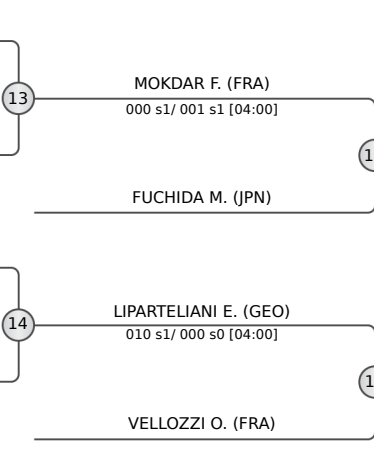 MOKDAR F. (FRA)
13
000 s1/ 001 s1 [04:00]
FUCHIDA M. (JPN)
LIPARTELIANI E. (GEO)
14
010 s1/ 000 s0 [04:00]
VELLOZZI O. (FRA)